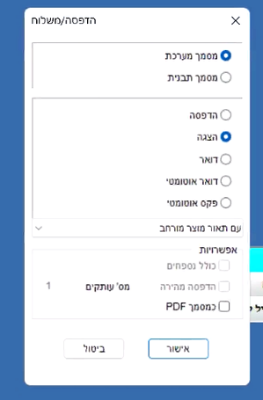 הדפסה/משלוח
מסמך מערכת
מסמך תבנית
הדפסה
הצגה
דואר
דואר אוטומטי
פקס אוטומטי
עם תאור מוצר מורחב
אפשרויות
כולל נספחים
הדפסה מהירה מס' עותקים 1
כמסמך PDF
אישור ביטול